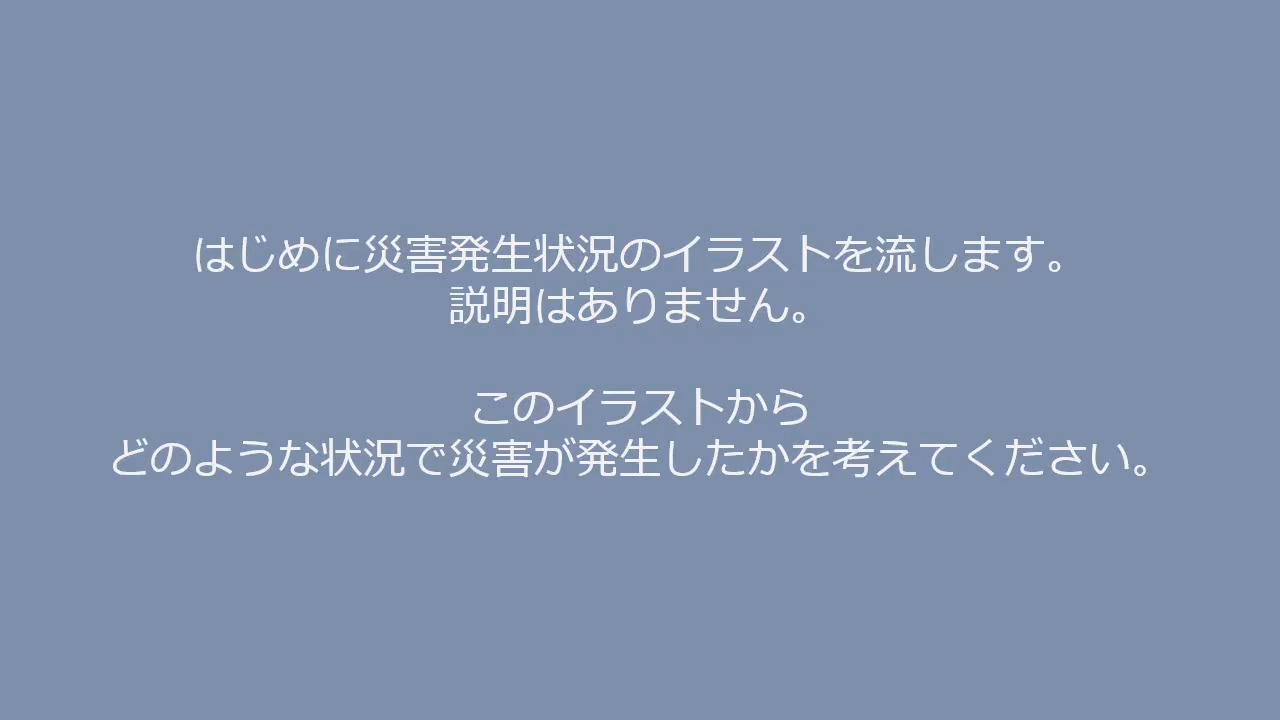 はじめに災害発生状況のイラストを流します。
説明はありません。
このイラストから
どのような状況で災害が発生したかを考えてください。